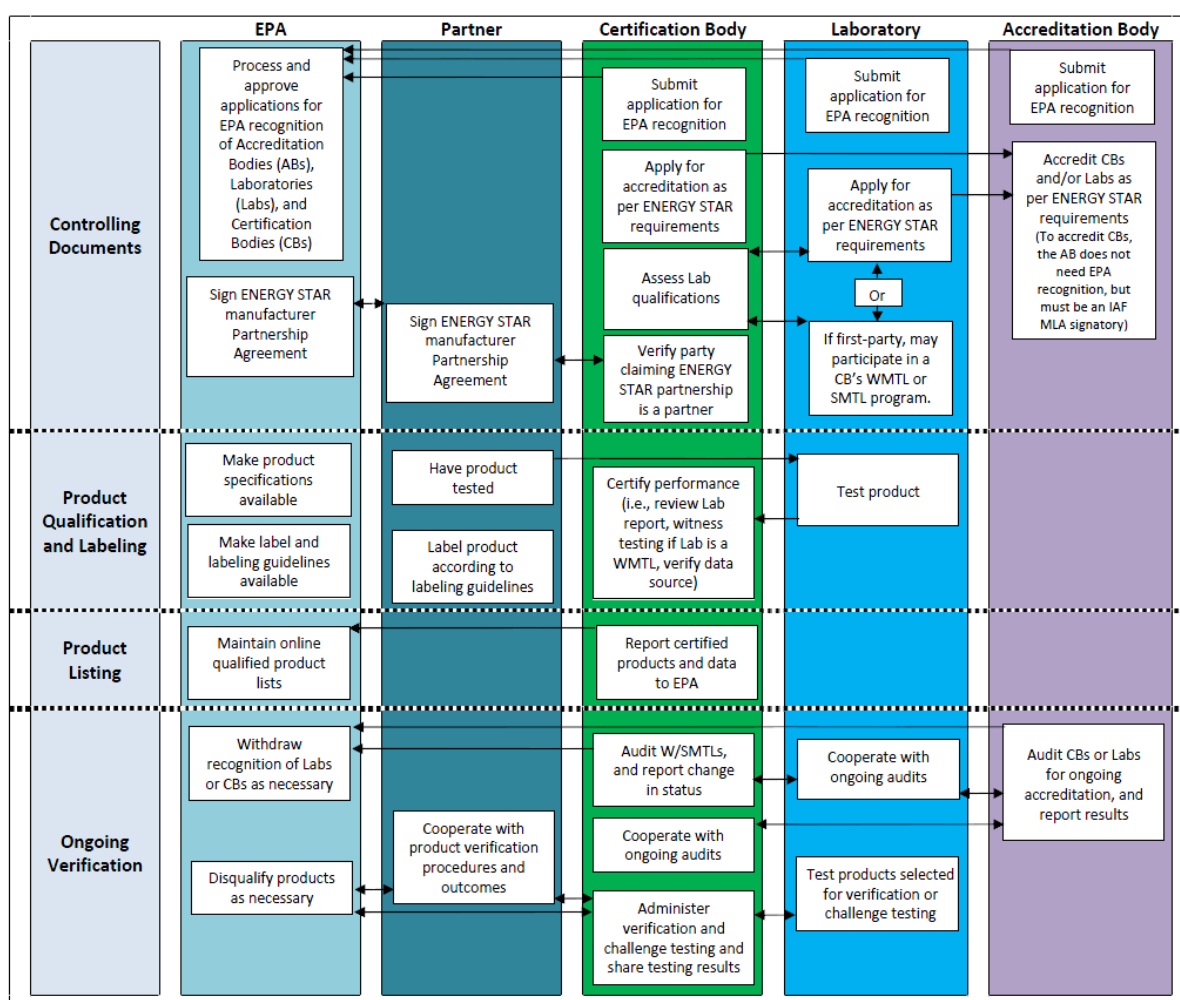 EPA
Partner
Certification Body
Laboratory
Accreditation Body
Controlling
Documents
Process and
approve
applications for
EPA recognition
of Accreditation
Bodies (ABs),
Laboratories
(Labs), and
Certification
Bodies (CBs)
Sign ENERGY STAR
manufacturer
Partnership
Agreement
Sign ENERGY STAR
manufacturer
Partnership
Agreement
Submit
application for
EPA recognition
Apply for
accreditation as
per ENERGY STAR
requirements
Assess Lab
qualifications
Verify party
claiming ENERGY
STAR partnership
is a partner
Submit
application for
EPA recognition
Apply for
accreditation as
per ENERGY STAR
requirements
Or
If first-party, may
participate in a
CB's WMTL or
SMTL program.
Submit
application for
EPA recognition
Accredit CBs
and/or Labs as
per ENERGY STAR
requirements
(To accredit CBs,
the AB does not
need EPA
recognition, but
must be an IAF
MLA signatory)
Product
Qualification
and Labeling
Make product
specifications
available
Make label and
labeling guidelines
available
Have product
tested
Label product
according to
labeling guidelines
Certify performance
(i.e., review Lab
report, witness
testing if Lab is a
WMTL, verify data
source)
Test product
Product
Listing
Maintain online
qualified product
lists
Report certified
products and data
to EPA
Ongoing
Verification
Withdraw
recognition of Labs
or CBs as necessary
Disqualify products
as necessary
Cooperate with
product verification
procedures and
outcomes
Audit W/SMTLs,
and report change
in status
Cooperate with
ongoing audits
Administer
verification and
challenge testing and
share testing results
Cooperate with
ongoing audits
Test products selected
for verification or
challenge testing
Audit CBs or Labs
for ongoing
accreditation, and
report results